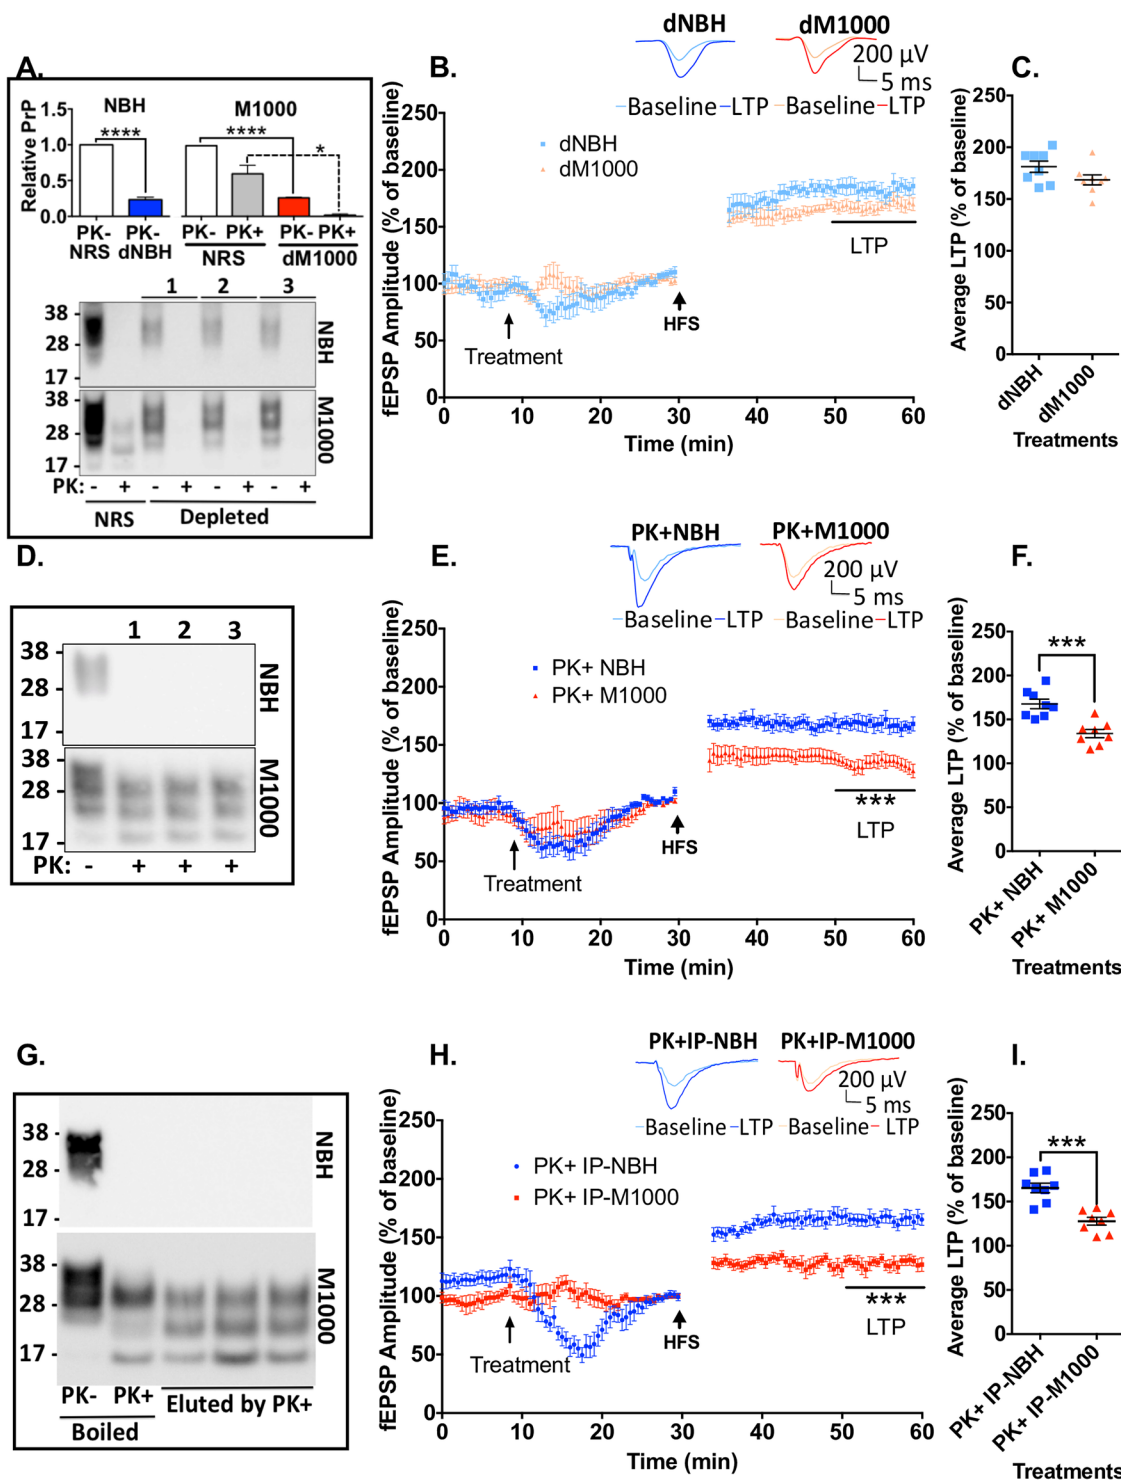 A.
NBH
M1000
Relative PrP
1.5
1.0
0.5
0.0
****
****
*
PK- PK-
NRS dNBH
PK- PK+ PK- PK+
NRS dM1000
1 2 3
38
28
17
NBH
38
28
17
M1000
PK: - + - + - + - +
NRS Depleted
B.
dNBH dM1000
200 µV
5 ms
Baseline LTP Baseline LTP
fEPSP Amplitude (% of baseline)
250
200
150
100
50
0
dNBH
dM1000
Treatment
HFS
LTP
0 10 20 30 40 50 60
Time (min)
C.
Average LTP (% of baseline)
250
200
150
100
50
0
dNBH
dM1000
Treatments
D.
1 2 3
38
28
17
NBH
38
28
17
M1000
PK: - + + +
E.
PK+NBH PK+M1000
200 µV
5 ms
Baseline LTP Baseline LTP
fEPSP Amplitude (% of baseline)
250
200
150
100
50
0
PK+ NBH
PK+ M1000
Treatment
HFS
***
LTP
0 10 20 30 40 50 60
Time (min)
F.
Average LTP (% of baseline)
250
200
150
100
50
0
***
PK+ NBH
PK+ M1000
Treatments
G.
38
28
17
NBH
38
28
17
M1000
PK- PK+ Eluted by PK+
Boiled
H.
PK+IP-NBH PK+IP-M1000
200 µV
5 ms
Baseline LTP Baseline LTP
fEPSP Amplitude (% of baseline)
250
200
150
100
50
0
PK+ IP-NBH
PK+ IP-M1000
Treatment
HFS
***
LTP
0 10 20 30 40 50 60
Time (min)
I.
Average LTP (% of baseline)
250
200
150
100
50
0
***
PK+ IP-NBH
PK+ IP-M1000
Treatments